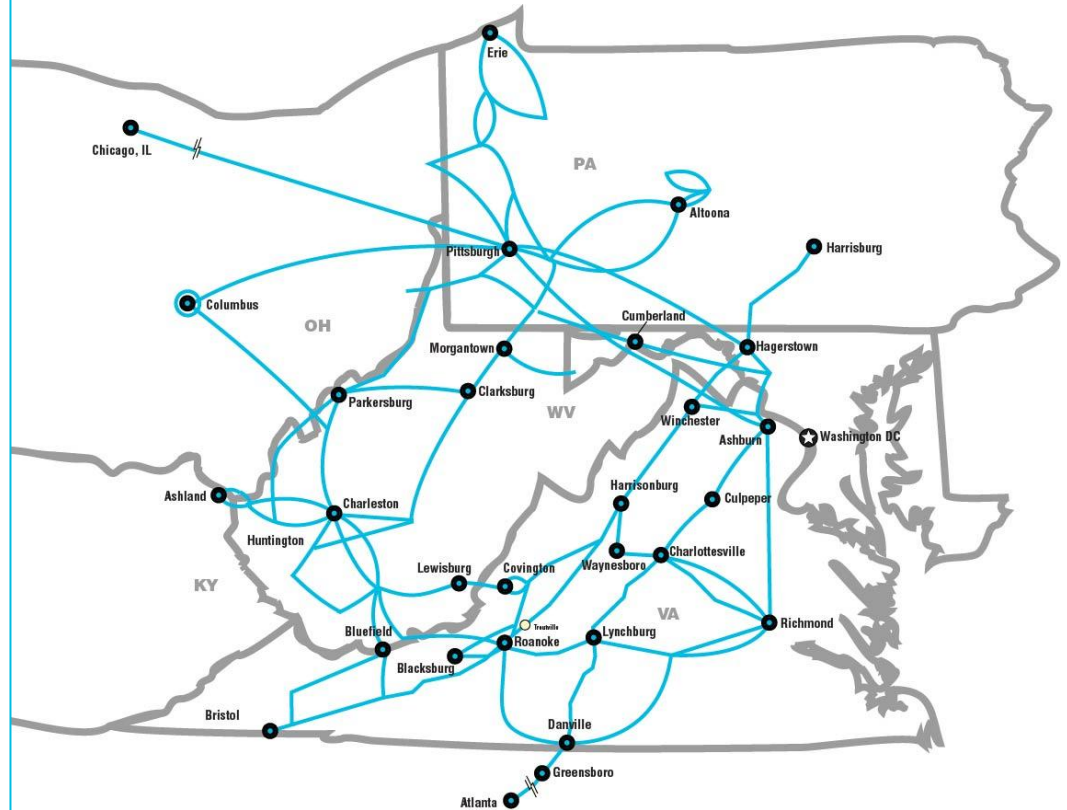 Erie
Chicago, IL
PA
Altoona
Pittsburgh
Harrisburg
Columbus
OH
Cumberland
Morgantown
Hagerstown
Clarksburg
Parkersburg
WV
Winchester
Ashburn
Washington DC
Harrisonburg
Ashland
Culpeper
Charleston
Huntington
Charlottesville
Waynesboro
Lewisburg
Covington
KY
VA
Richmond
Troutville
Bluefield
Roanoke
Lynchburg
Blacksburg
Bristol
Danville
Greensboro
Atlanta